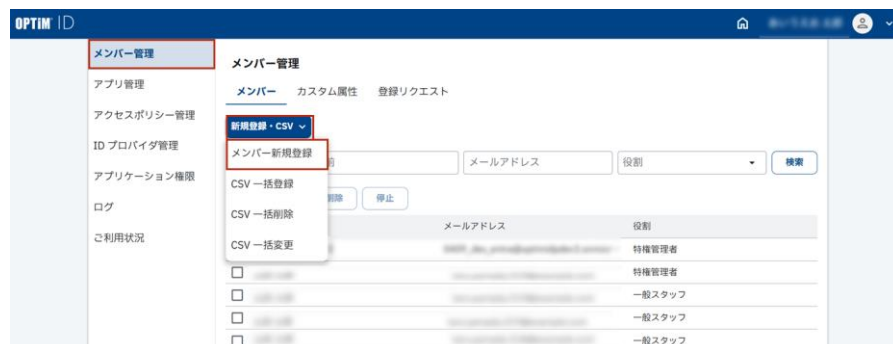 OPTiM ID
メンバー管理
アプリ管理
アクセスポリシー管理
ID プロバイダ管理
アプリケーション権限
ログ
ご利用状況
メンバー管理
メンバー カスタム属性 登録リクエスト
新規登録・CSV
メンバー新規登録
CSV 一括登録
CSV 一括削除
CSV 一括変更
メールアドレス 役割 検索
削除 停止
メールアドレス 役割
特権管理者
特権管理者
一般スタッフ
一般スタッフ
一般スタッフ